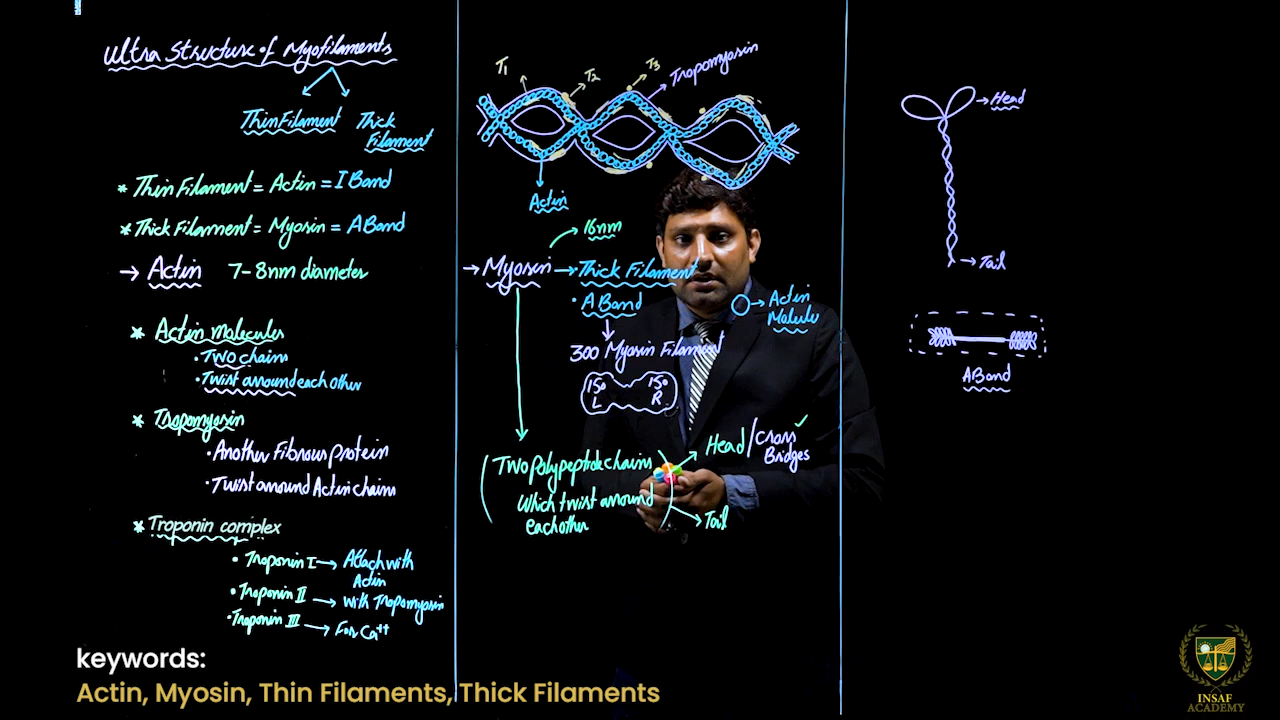 Ultra Structure of Myofilaments
Thin Filament
Thick
Filament
* Thin Filament = Actin = I Band
* Thick Filament = Myosin = A Band
→ Actin 7-8nm diameter
* Actin molecules
• Two chains
• Twist around each other
* Tropomyosin
• Another Fibrous protein
• Twist around Actin chains
* Troponin complex
• Troponin I → Attach with
Actin
• Troponin II → with Tropomyosin
• Troponin III → For Ca++
T1
T2
T3
Tropomyosin
Actin
16nm
→ Myosin → Thick Filament
• A Band
300 Myosin Filament
150
L
150
R
→ Actin
Molecule
Two polypeptide chains
Which twist around
each other
Head / Cross
Bridges
Tail
→ Head
→ Tail
A Band
keywords:
Actin, Myosin, Thin Filaments, Thick Filaments
INSAF
ACADEMY